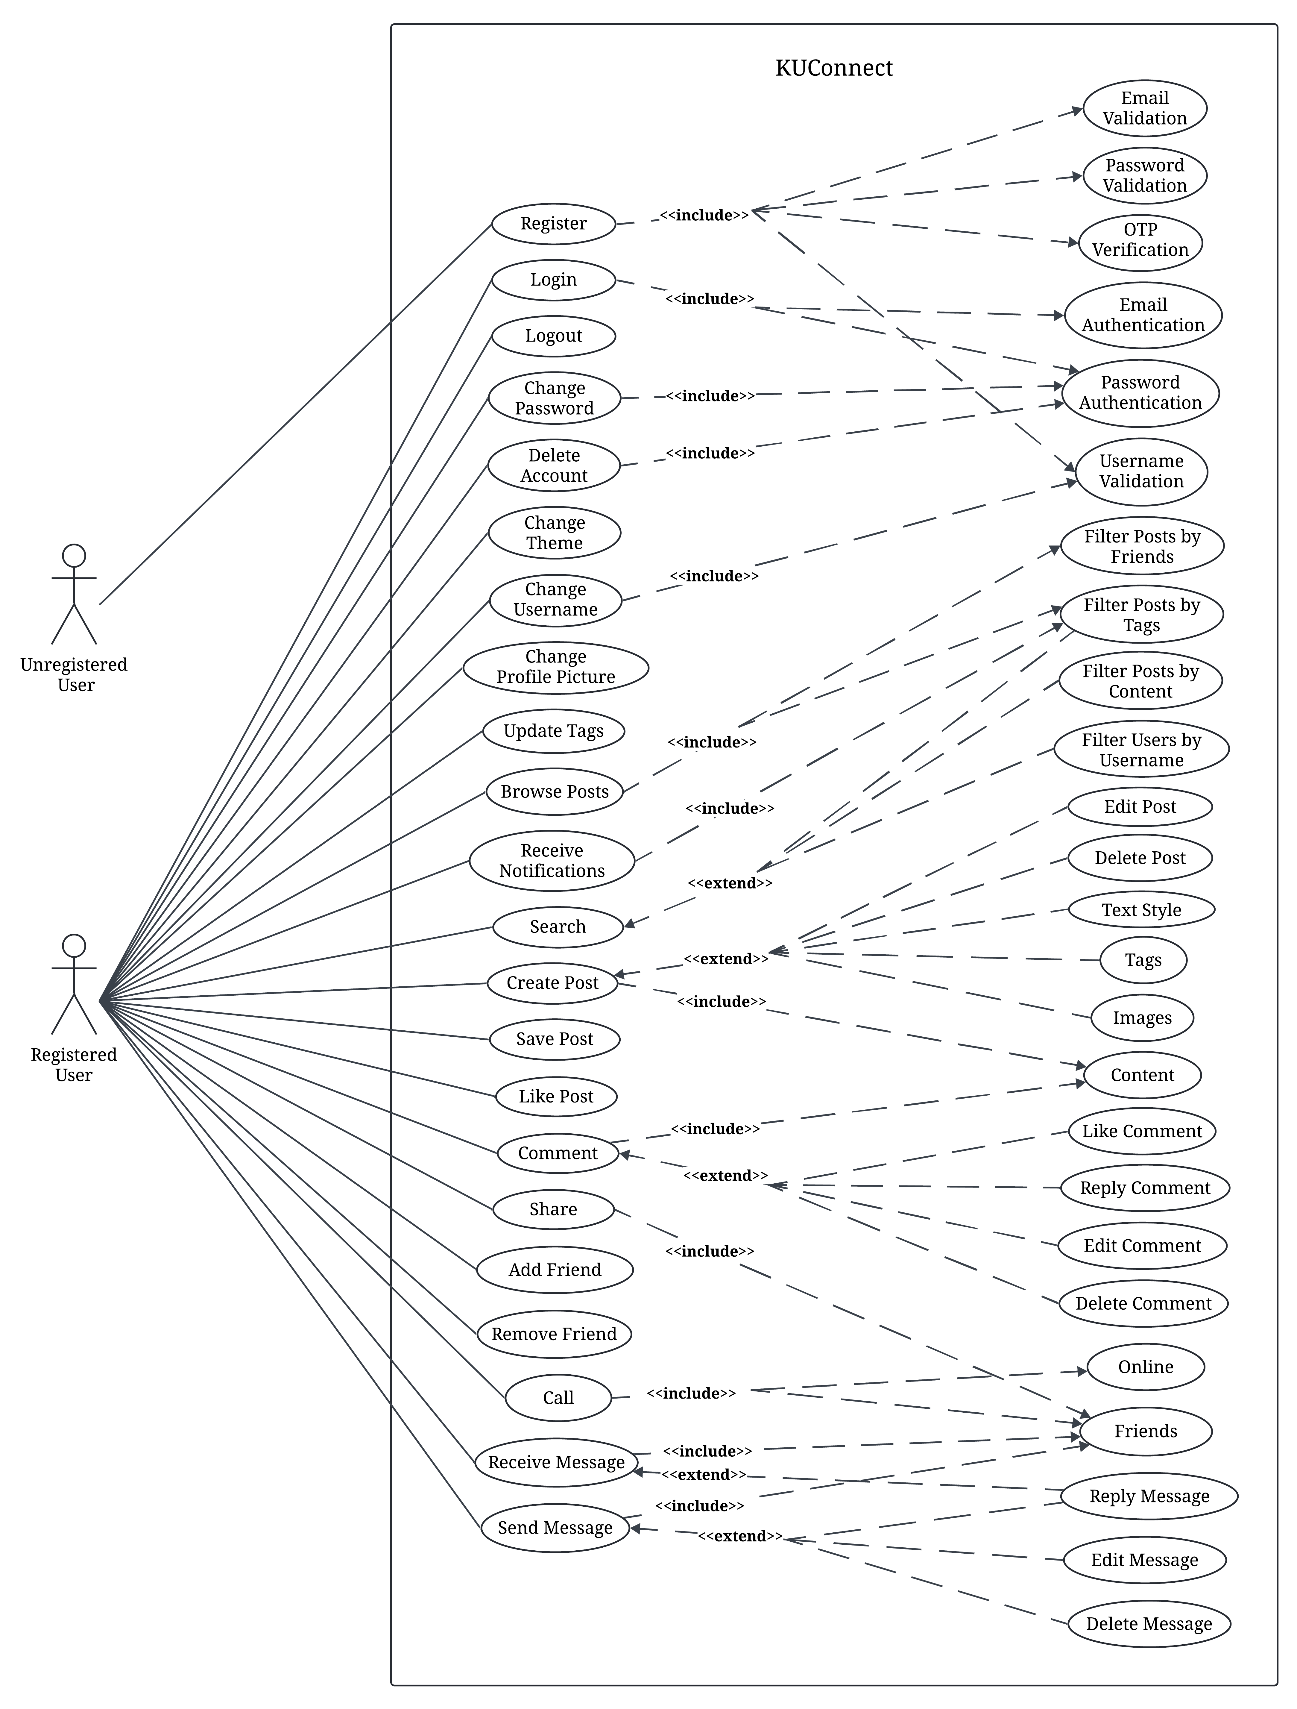 KUConnect
Email
Validation
Password
Validation
Register
<<include>>
OTP
Verification
Login
<<include>>
Email
Authentication
Logout
Change
Password
<<include>>
Password
Authentication
Delete
Account
<<include>>
Username
Validation
Change
Theme
Filter Posts by
Friends
Change
Username
<<include>>
Filter Posts by
Tags
Unregistered
User
Change
Profile Picture
Filter Posts by
Content
Update Tags
<<include>>
Filter Users by
Username
Browse Posts
<<include>>
Edit Post
Receive
Notifications
Delete Post
<<extend>>
Text Style
Search
<<extend>>
Tags
Create Post
<<include>>
Images
Registered
User
Save Post
Content
Like Post
<<include>>
Like Comment
Comment
<<extend>>
Reply Comment
Share
<<include>>
Edit Comment
Add Friend
Delete Comment
Remove Friend
Online
Call
<<include>>
Friends
Receive Message
<<include>>
<<extend>>
Reply Message
<<include>>
Send Message
<<extend>>
Edit Message
Delete Message